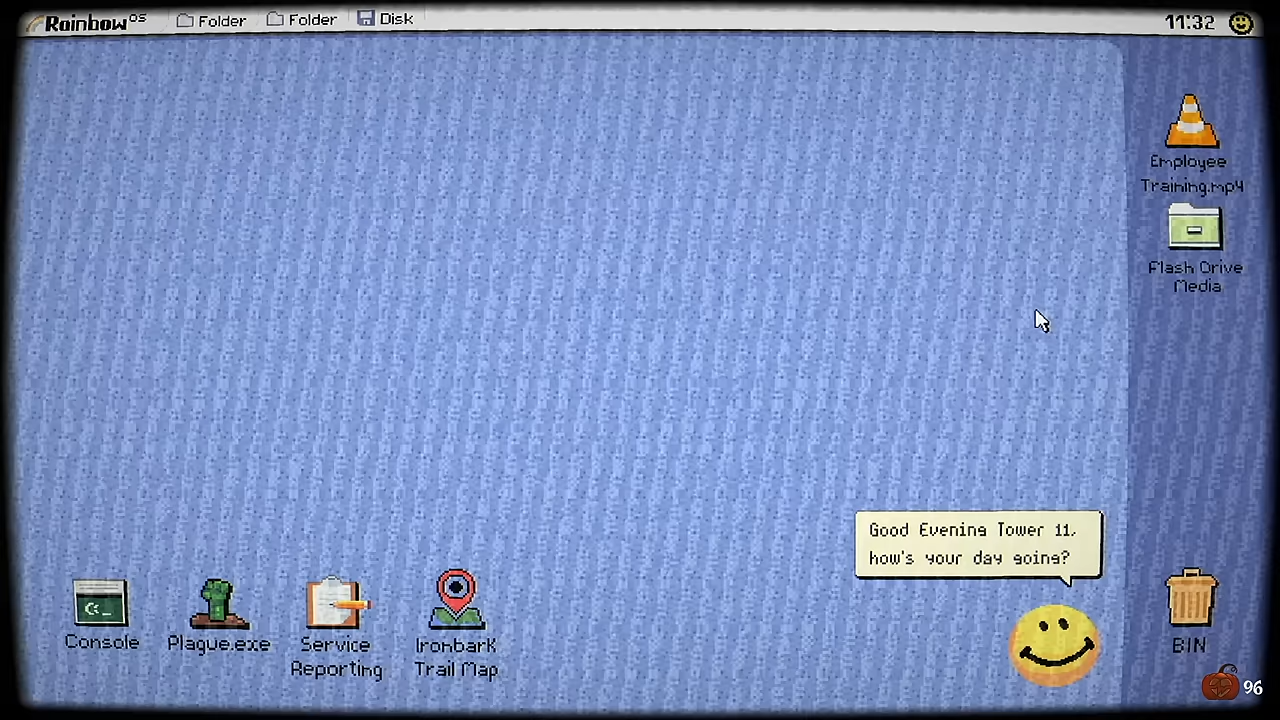 Rainbow OS
Folder
Folder
Disk
11:32
Employee
Training.mp4
Flash Drive
Media
Good Evening Tower 11,
how's your day going?
C:_
Console
Plague.exe
Service
Reporting
Ironbark
Trail Map
BIN
96